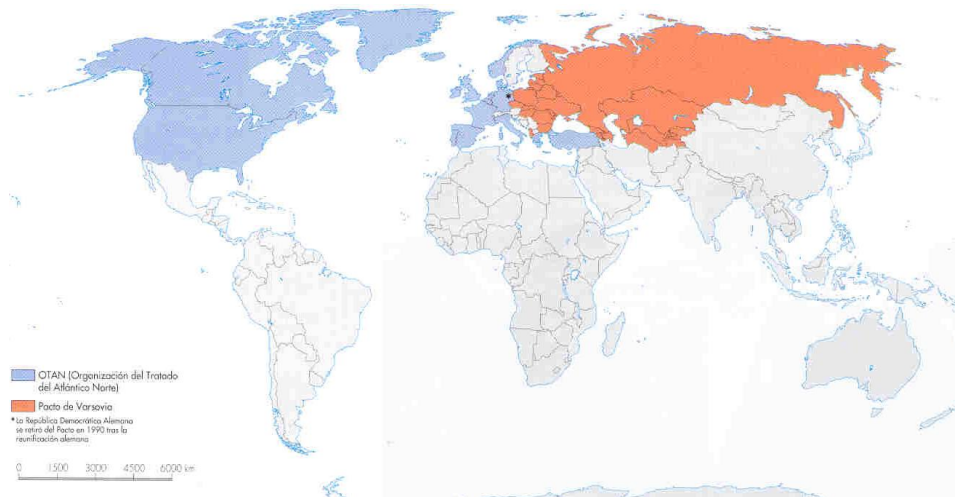 OTAN (Organización del Tratado
del Atlántico Norte)
Pacto de Varsovia
* La República Democrática Alemana
se retiró del Pacto en 1990 tras la
reunificación alemana
0 1500 3000 4500 6000 km